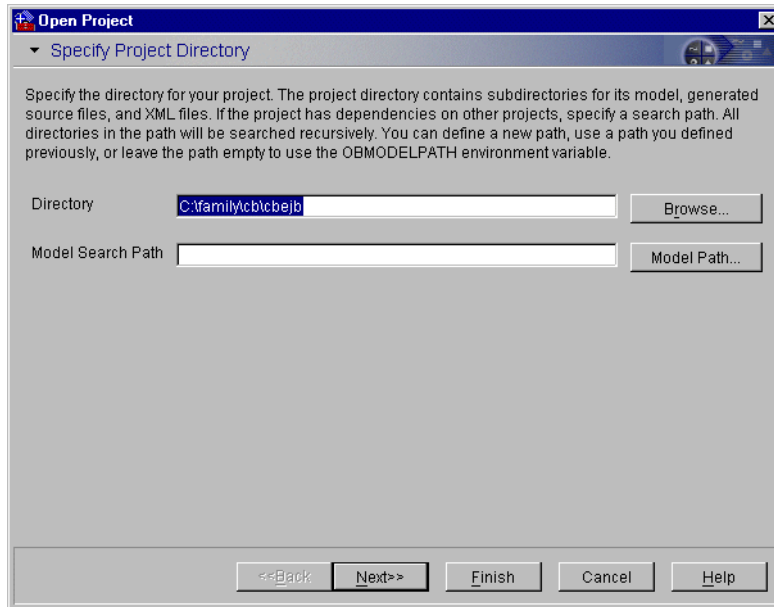 Open Project
Specify Project Directory
Specify the directory for your project. The project directory contains subdirectories for its model, generated
source files, and XML files. If the project has dependencies on other projects, specify a search path. All
directories in the path will be searched recursively. You can define a new path, use a path you defined
previously, or leave the path empty to use the OBMODELPATH environment variable.
Directory C:\family\cb\cbejb Browse...
Model Search Path Model Path...
<<Back Next>> Finish Cancel Help